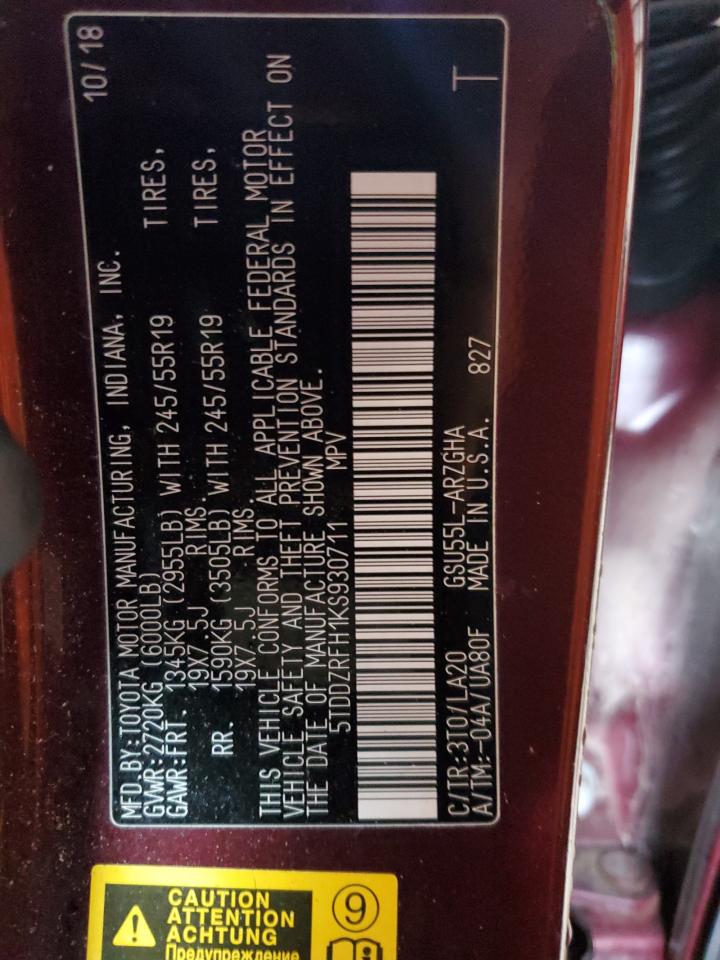 MFD.BY:TOYOTA MOTOR MANUFACTURING, INDIANA, INC. 10/18
GVWR:2720KG (6000LB)
GAWR:FRT. 1345KG (2955LB) WITH 245/55R19 TIRES,
19X7.5J RIMS.
RR. 1590KG (3505LB) WITH 245/55R19 TIRES,
19X7.5J RIMS.
THIS VEHICLE CONFORMS TO ALL APPLICABLE FEDERAL MOTOR
VEHICLE SAFETY AND THEFT PREVENTION STANDARDS IN EFFECT ON
THE DATE OF MANUFACTURE SHOWN ABOVE.
5TDDZRFH1KS930711 MPV
C/TR:3T0/LA20 GSU55L-ARZGHA T
A/TM:-04A/UA80F MADE IN U.S.A. 827
CAUTION
ATTENTION
ACHTUNG
Предупреждение
9